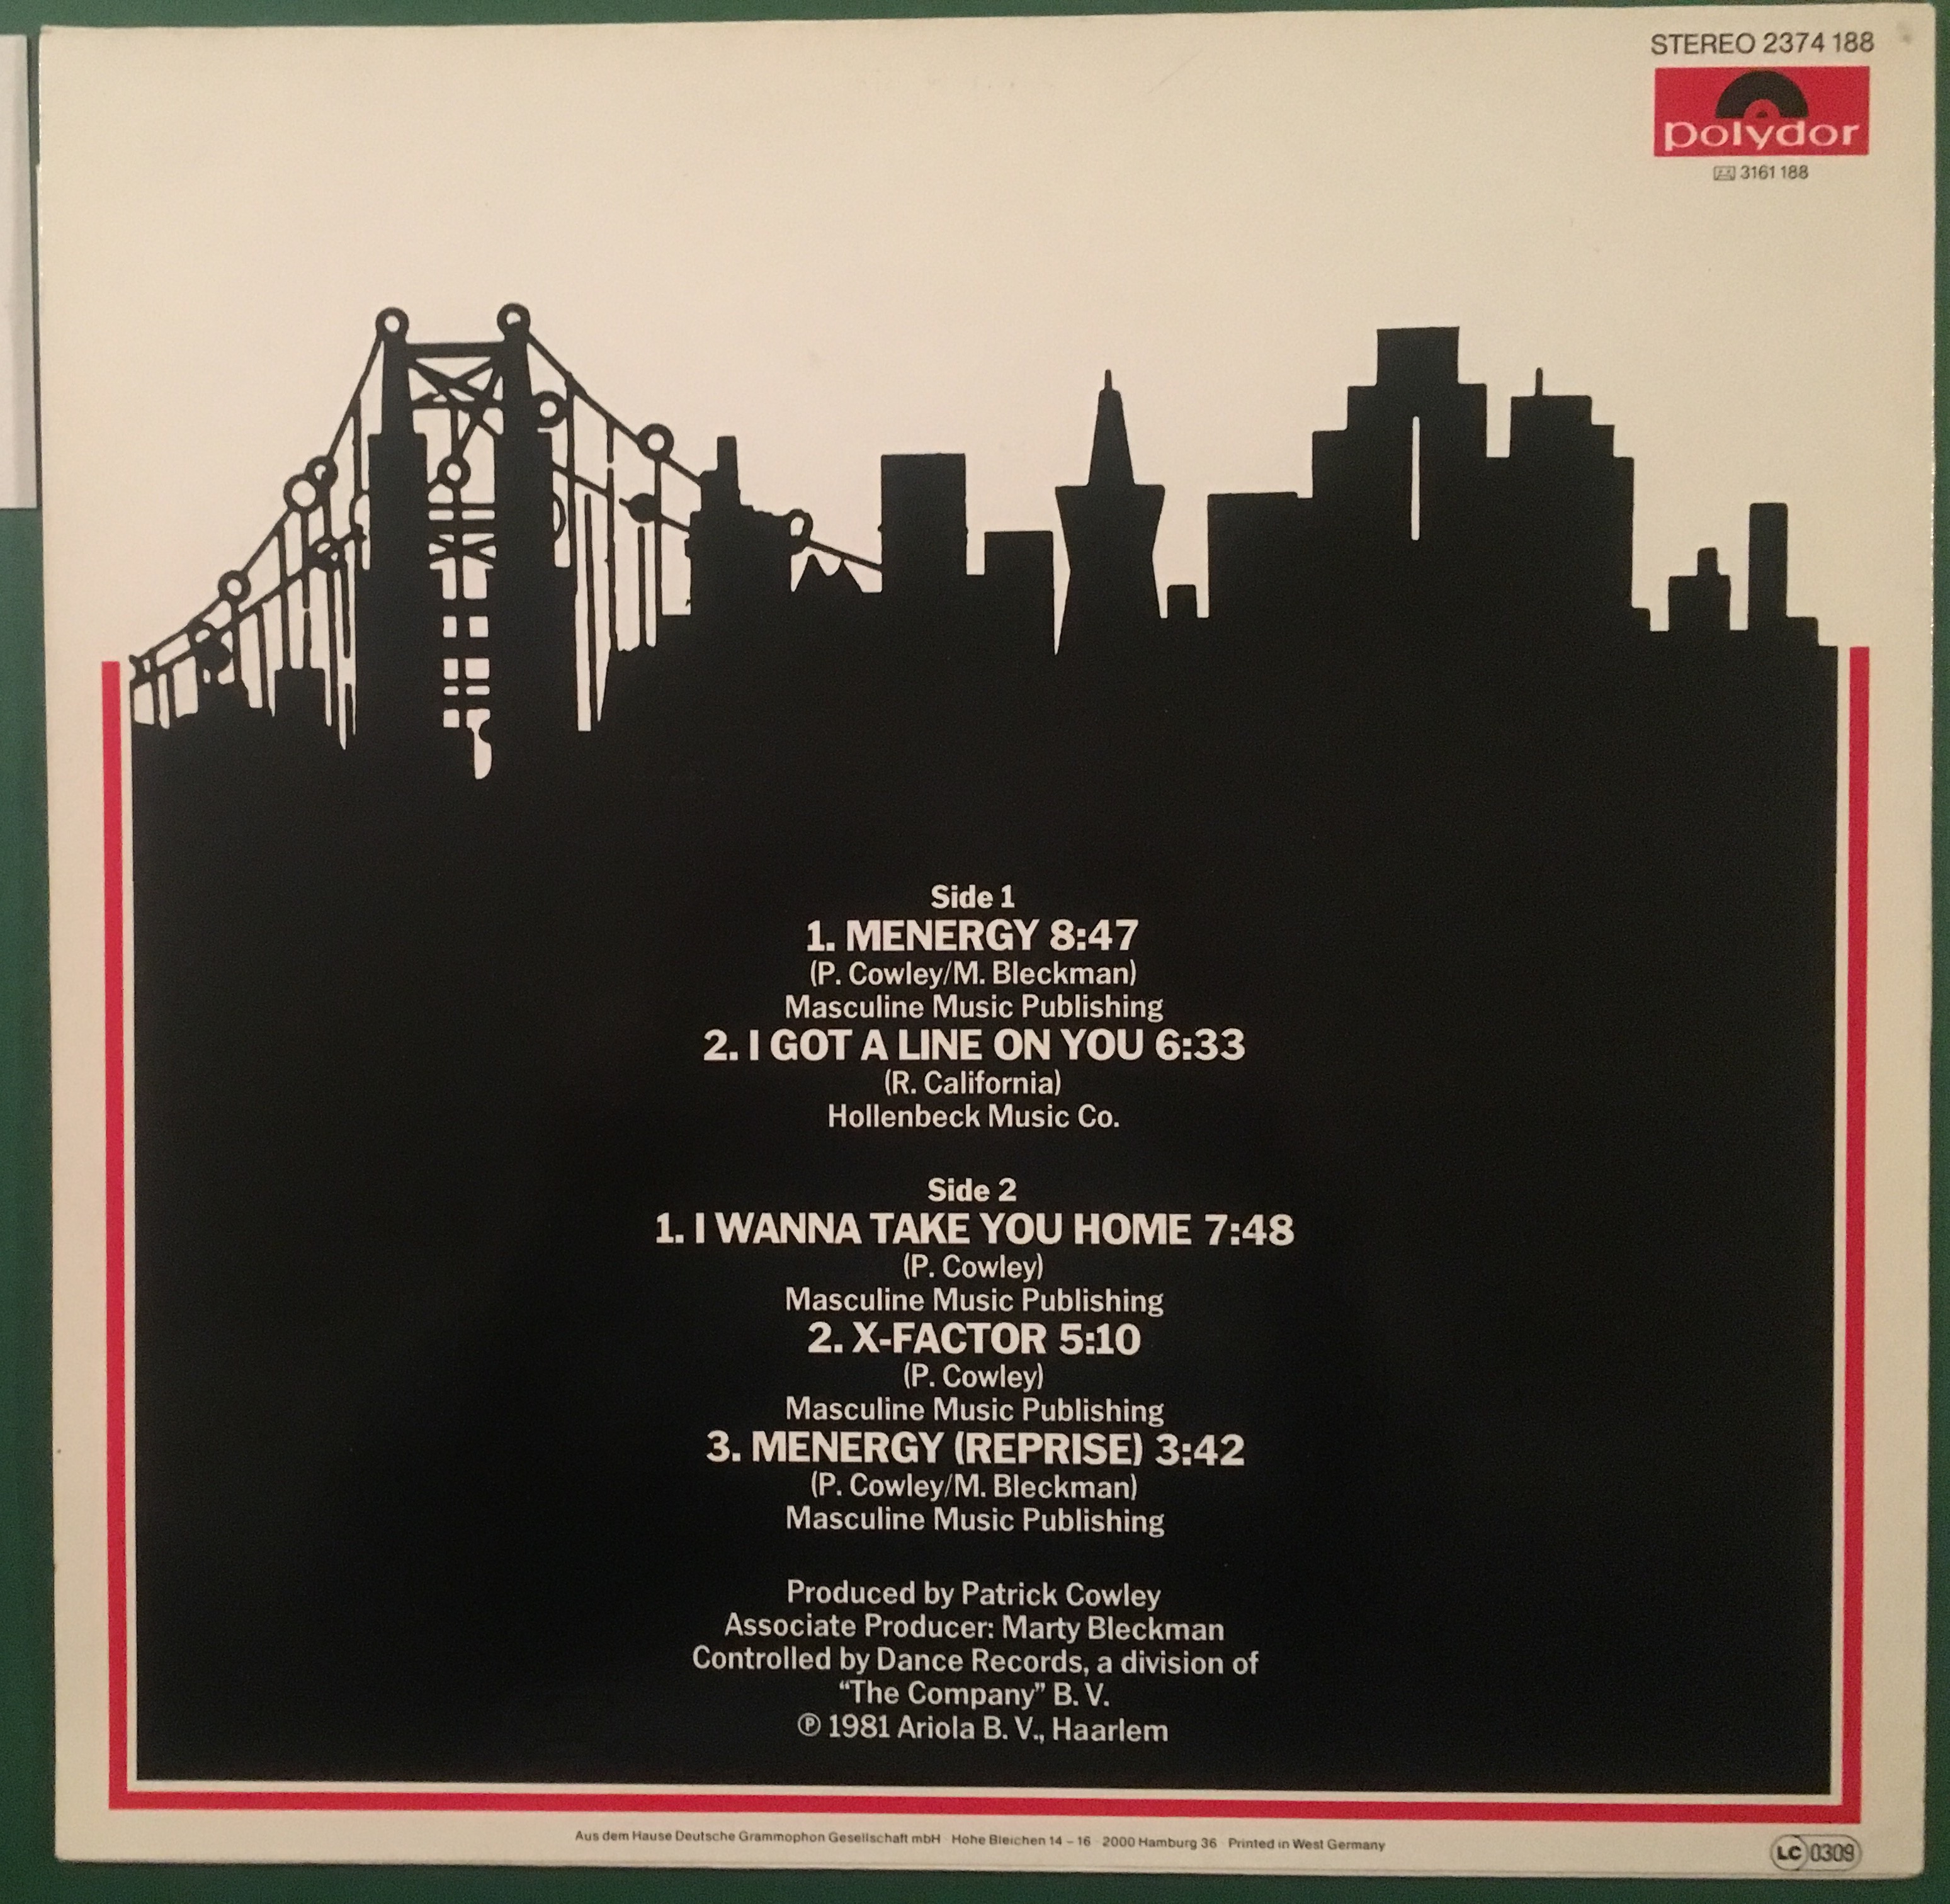 STEREO 2374 188
polydor
3161 188
Side 1
1. MENERGY 8:47
(P. Cowley/M. Bleckman)
Masculine Music Publishing
2. I GOT A LINE ON YOU 6:33
(R. California)
Hollenbeck Music Co.
Side 2
1. I WANNA TAKE YOU HOME 7:48
(P. Cowley)
Masculine Music Publishing
2. X-FACTOR 5:10
(P. Cowley)
Masculine Music Publishing
3. MENERGY (REPRISE) 3:42
(P. Cowley/M. Bleckman)
Masculine Music Publishing
Produced by Patrick Cowley
Associate Producer: Marty Bleckman
Controlled by Dance Records, a division of
“The Company” B. V.
℗ 1981 Ariola B. V., Haarlem
Aus dem Hause Deutsche Grammophon Gesellschaft mbH · Hohe Bleichen 14 – 16 · 2000 Hamburg 36 · Printed in West Germany
LC 0309